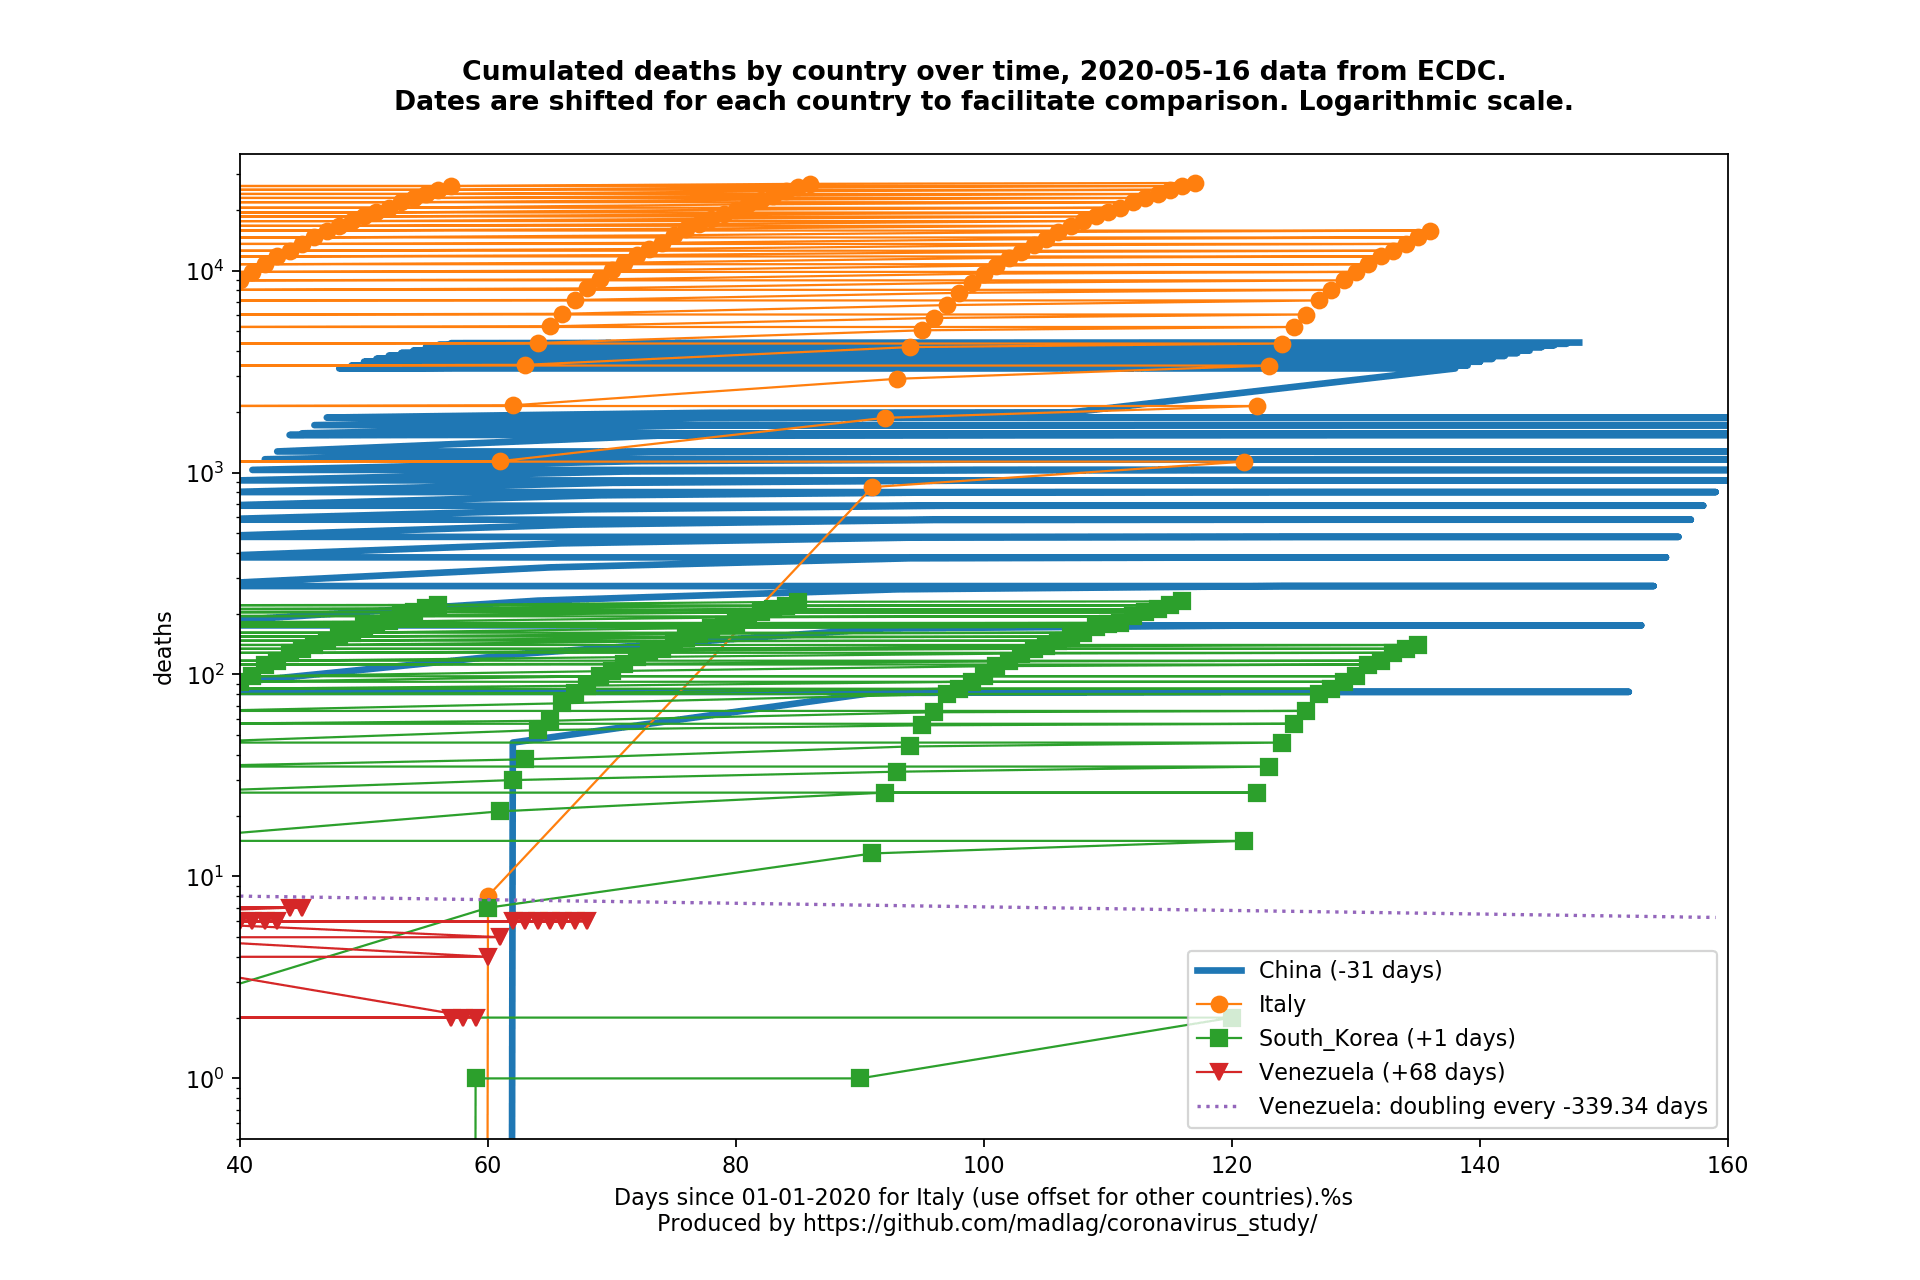 Cumulated deaths by country over time, 2020-05-16 data from ECDC.
Dates are shifted for each country to facilitate comparison. Logarithmic scale.
deaths
10^4
10^3
10^2
10^1
10^0
China (-31 days)
Italy
South_Korea (+1 days)
Venezuela (+68 days)
Venezuela: doubling every -339.34 days
40 60 80 100 120 140 160
Days since 01-01-2020 for Italy (use offset for other countries).%s
Produced by https://github.com/madlag/coronavirus_study/